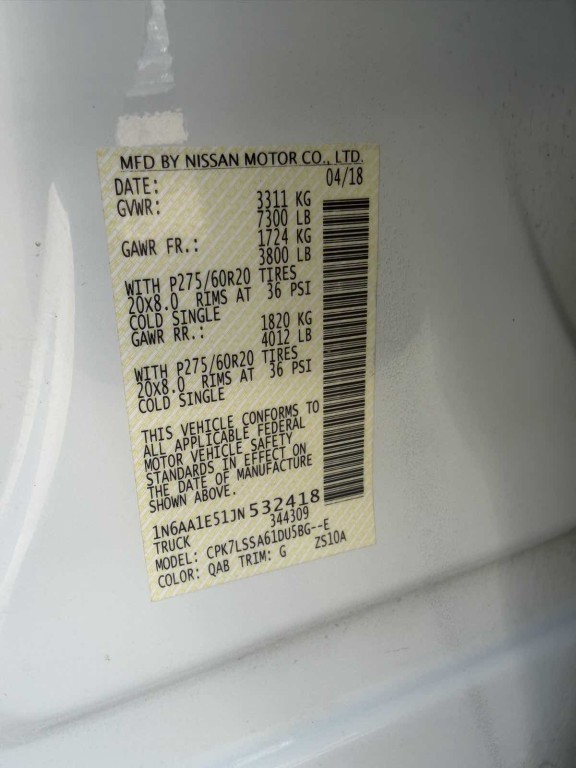 MFD BY NISSAN MOTOR CO., LTD.
DATE: 04/18
GVWR: 3311 KG
7300 LB
GAWR FR.: 1724 KG
3800 LB
WITH P275/60R20 TIRES
20X8.0 RIMS AT 36 PSI
COLD SINGLE
GAWR RR.: 1820 KG
4012 LB
WITH P275/60R20 TIRES
20X8.0 RIMS AT 36 PSI
COLD SINGLE
THIS VEHICLE CONFORMS TO
ALL APPLICABLE FEDERAL
MOTOR VEHICLE SAFETY
STANDARDS IN EFFECT ON
THE DATE OF MANUFACTURE
SHOWN ABOVE.
1N6AA1E51JN532418
TRUCK 344309
MODEL: CPK7LSSA61DU5BG--E
COLOR: QAB TRIM: G ZS10A